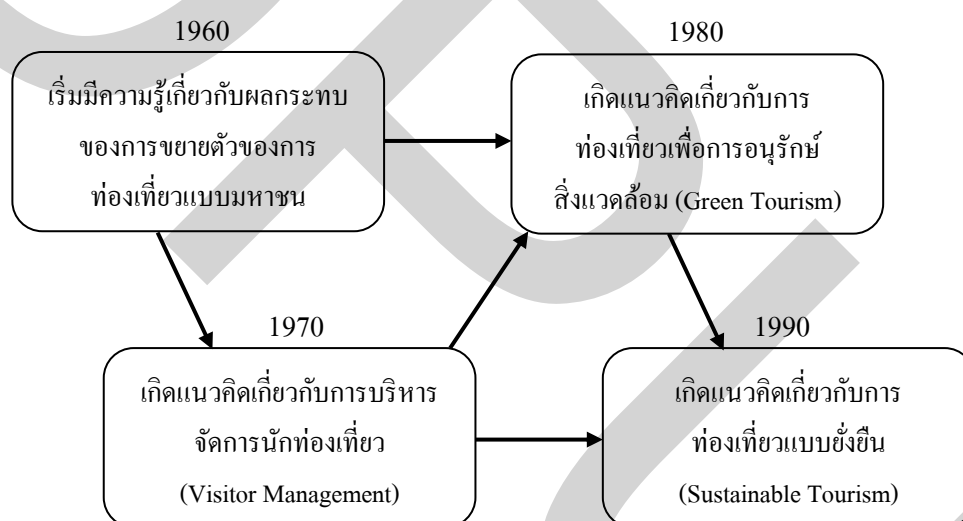 1960
เริ่มมีความรู้เกี่ยวกับผลกระทบ
ของการขยายตัวของการ
ท่องเที่ยวแบบมหาชน
1980
เกิดแนวคิดเกี่ยวกับการ
ท่องเที่ยวเพื่อการอนุรักษ์
สิ่งแวดล้อม (Green Tourism)
1970
เกิดแนวคิดเกี่ยวกับการบริหาร
จัดการนักท่องเที่ยว
(Visitor Management)
1990
เกิดแนวคิดเกี่ยวกับการ
ท่องเที่ยวแบบยั่งยืน
(Sustainable Tourism)